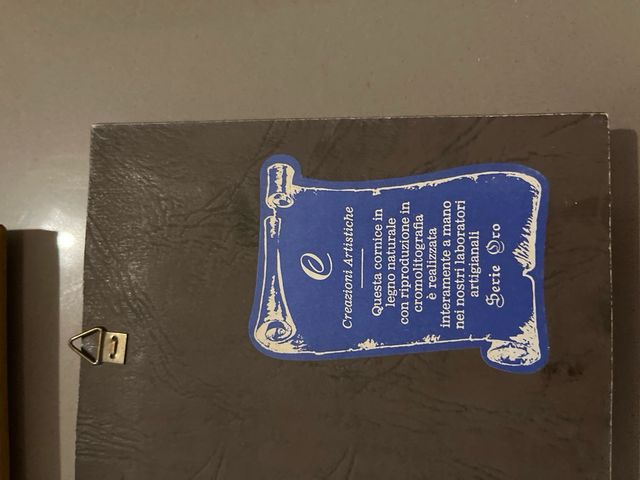 C
Creazioni Artistiche
Questa cornice in
legno naturale
con riproduzione in
cromolitografia
è realizzata
interamente a mano
nei nostri laboratori
artigianali
Serie Oro